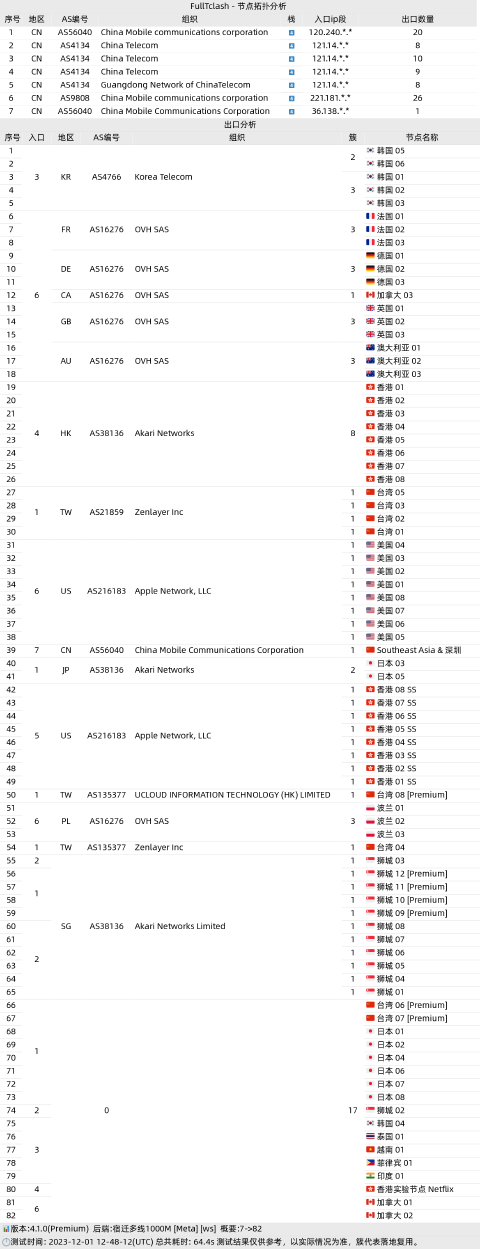 FullTclash - 节点拓扑分析
序号 地区 AS编号 组织 栈 入口ip段 出口数量
1 CN AS56040 China Mobile communications corporation 4 120.240.*.* 20
2 CN AS4134 China Telecom 4 121.14.*.* 8
3 CN AS4134 China Telecom 4 121.14.*.* 10
4 CN AS4134 China Telecom 4 121.14.*.* 9
5 CN AS4134 Guangdong Network of ChinaTelecom 4 121.14.*.* 8
6 CN AS9808 China Mobile communications corporation 4 221.181.*.* 26
7 CN AS56040 China Mobile Communications Corporation 4 36.138.*.* 1
出口分析
序号 入口 地区 AS编号 组织 簇 节点名称
1 韩国 05
2 2 韩国 06
3 3 KR AS4766 Korea Telecom 韩国 01
4 3 韩国 02
5 韩国 03
6 法国 01
7 FR AS16276 OVH SAS 3 法国 02
8 法国 03
9 德国 01
10 DE AS16276 OVH SAS 3 德国 02
11 德国 03
12 6 CA AS16276 OVH SAS 1 加拿大 03
13 英国 01
14 GB AS16276 OVH SAS 3 英国 02
15 英国 03
16 澳大利亚 01
17 AU AS16276 OVH SAS 3 澳大利亚 02
18 澳大利亚 03
19 香港 01
20 香港 02
21 香港 03
22 4 HK AS38136 Akari Networks 8 香港 04
23 香港 05
24 香港 06
25 香港 07
26 香港 08
27 1 台湾 05
28 1 TW AS21859 Zenlayer Inc 1 台湾 03
29 1 台湾 02
30 1 台湾 01
31 1 美国 04
32 1 美国 03
33 1 美国 02
34 6 US AS216183 Apple Network, LLC 1 美国 01
35 1 美国 08
36 1 美国 07
37 1 美国 06
38 1 美国 05
39 7 CN AS56040 China Mobile Communications Corporation 1 Southeast Asia & 深圳
40 1 JP AS38136 Akari Networks 2 日本 03
41 日本 05
42 1 香港 08 SS
43 1 香港 07 SS
44 1 香港 06 SS
45 5 US AS216183 Apple Network, LLC 1 香港 05 SS
46 1 香港 04 SS
47 1 香港 03 SS
48 1 香港 02 SS
49 1 香港 01 SS
50 1 TW AS135377 UCLOUD INFORMATION TECHNOLOGY (HK) LIMITED 1 台湾 08 [Premium]
51 波兰 01
52 6 PL AS16276 OVH SAS 3 波兰 02
53 波兰 03
54 1 TW AS135377 Zenlayer Inc 1 台湾 04
55 2 1 狮城 03
56 1 狮城 12 [Premium]
57 1 1 狮城 11 [Premium]
58 1 狮城 10 [Premium]
59 1 狮城 09 [Premium]
60 SG AS38136 Akari Networks Limited 1 狮城 08
61 1 狮城 07
62 2 1 狮城 06
63 1 狮城 05
64 1 狮城 04
65 1 狮城 01
66 台湾 06 [Premium]
67 台湾 07 [Premium]
68 日本 01
69 1 日本 02
70 日本 04
71 日本 06
72 日本 07
73 日本 08
74 2 0 17 狮城 02
75 韩国 04
76 泰国 01
77 3 越南 01
78 菲律宾 01
79 印度 01
80 4 香港实验节点 Netflix
81 6 加拿大 01
82 加拿大 02
版本:4.1.0(Premium) 后端:宿迁多线1000M [Meta] [ws] 概要:7->82
测试时间: 2023-12-01 12-48-12(UTC) 总共耗时: 64.4s 测试结果仅供参考，以实际情况为准，簇代表落地复用。